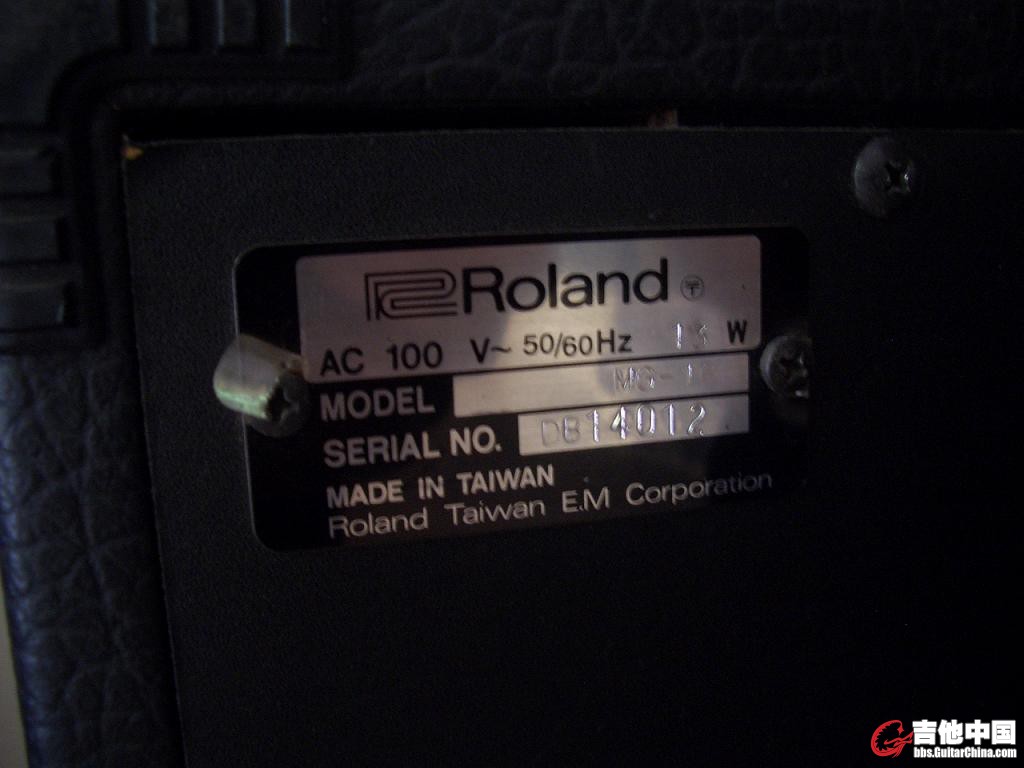 Roland
AC 100 V~ 50/60Hz 13 W
MODEL
SERIAL NO. DB14012
MADE IN TAIWAN
Roland Taiwan E.M Corporation
吉他中国
bbs.GuitarChina.com